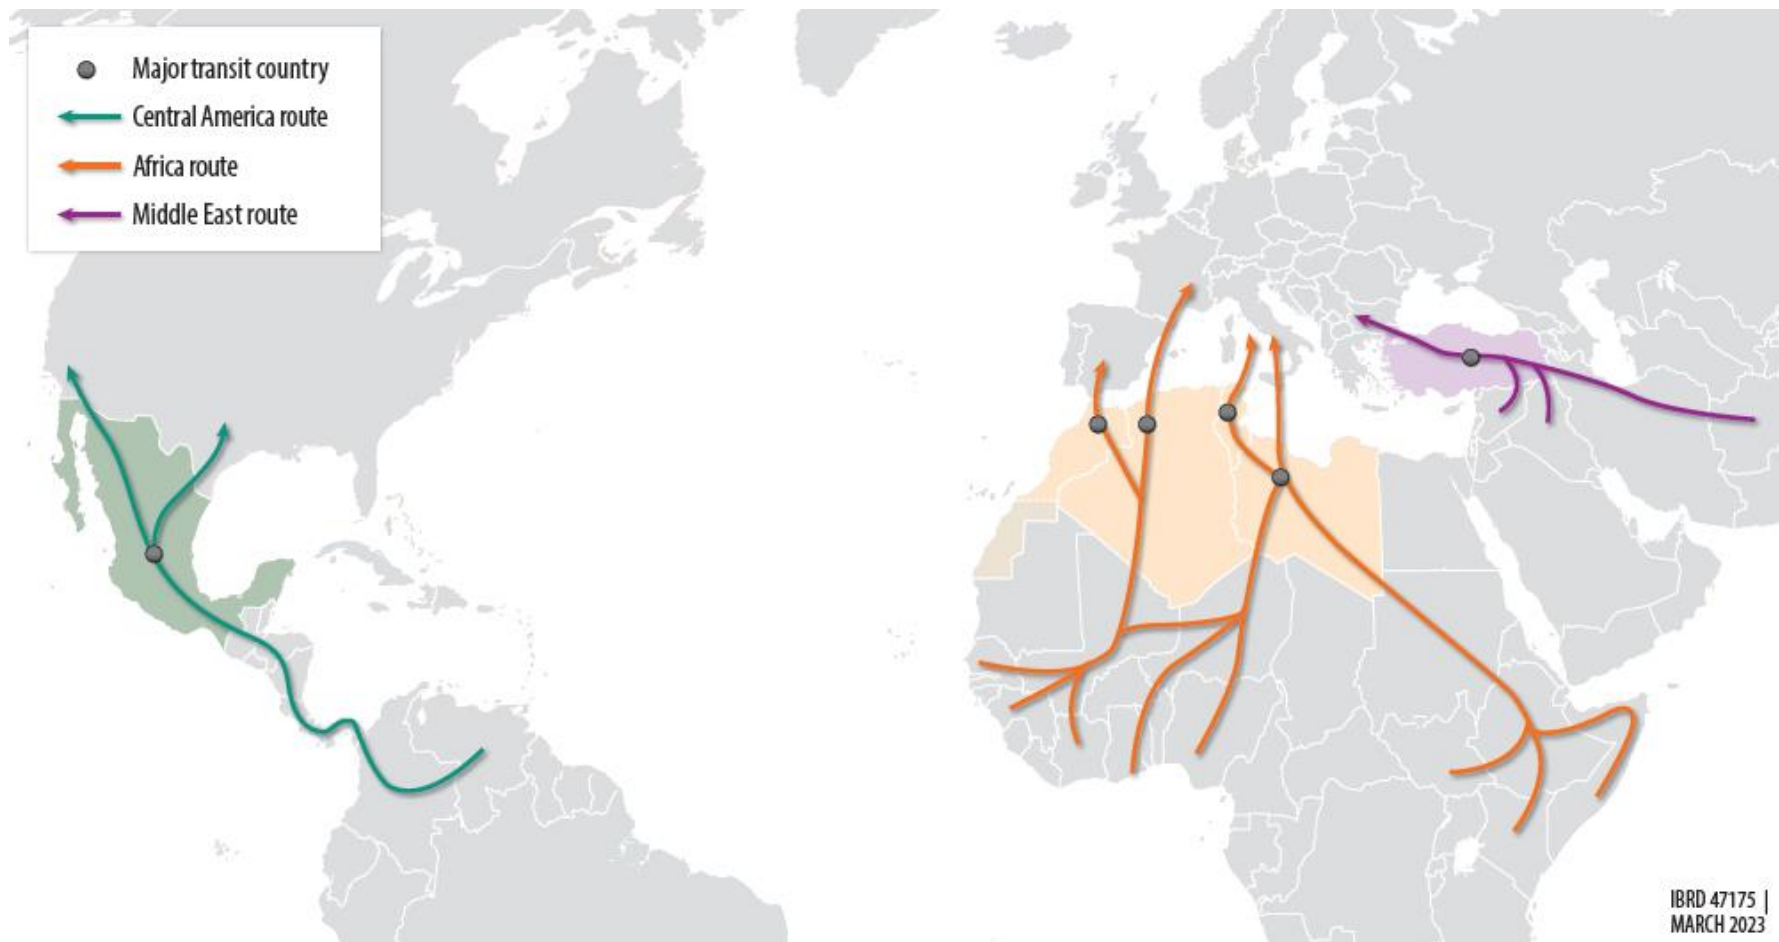 Major transit country
Central America route
Africa route
Middle East route
IBRD 47175 |
MARCH 2023